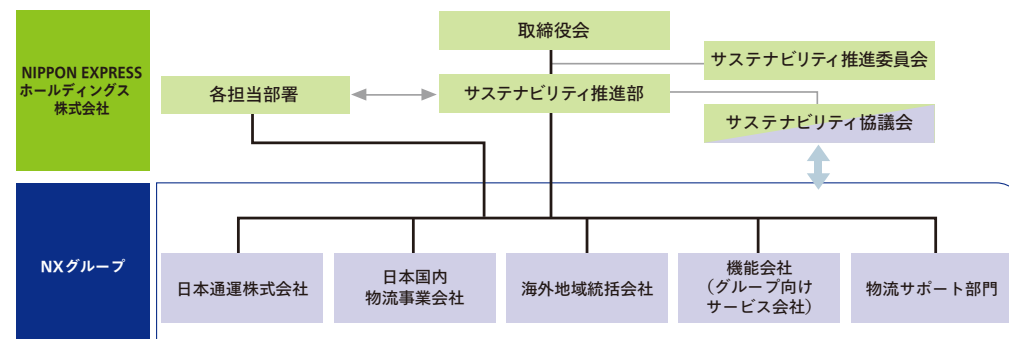 NIPPON EXPRESS
ホールディングス
株式会社
取締役会
サステナビリティ推進委員会
各担当部署
サステナビリティ推進部
サステナビリティ協議会
NXグループ
日本通運株式会社
日本国内
物流事業会社
海外地域統括会社
機能会社
（グループ向け
サービス会社）
物流サポート部門